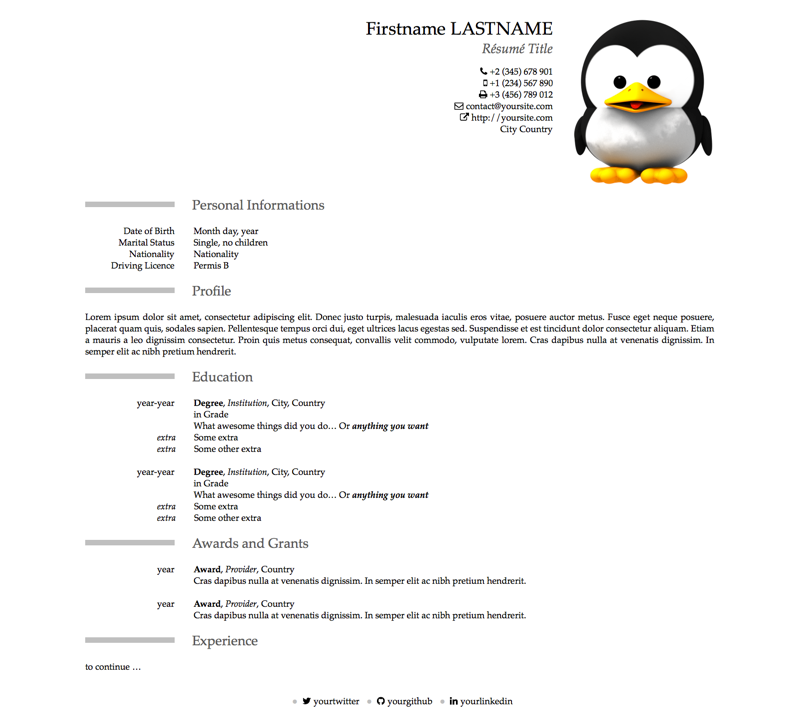 Firstname LASTNAME
Résumé Title
+2 (345) 678 901
+1 (234) 567 890
+3 (456) 789 012
contact@yoursite.com
http://yoursite.com
City Country
Personal Informations
Date of Birth Month day, year
Marital Status Single, no children
Nationality Nationality
Driving Licence Permis B
Profile
Lorem ipsum dolor sit amet, consectetur adipiscing elit. Donec justo turpis, malesuada iaculis eros vitae, posuere auctor metus. Fusce eget neque posuere,
placerat quam quis, sodales sapien. Pellentesque tempus orci dui, eget ultrices lacus egestas sed. Suspendisse et est tincidunt dolor consectetur aliquam. Etiam
a mauris a leo dignissim consectetur. Proin quis metus consequat, convallis velit commodo, vulputate lorem. Cras dapibus nulla at venenatis dignissim. In
semper elit ac nibh pretium hendrerit.
Education
year-year Degree, Institution, City, Country
in Grade
What awesome things did you do… Or anything you want
extra Some extra
extra Some other extra
year-year Degree, Institution, City, Country
in Grade
What awesome things did you do… Or anything you want
extra Some extra
extra Some other extra
Awards and Grants
year Award, Provider, Country
Cras dapibus nulla at venenatis dignissim. In semper elit ac nibh pretium hendrerit.
year Award, Provider, Country
Cras dapibus nulla at venenatis dignissim. In semper elit ac nibh pretium hendrerit.
Experience
to continue …
yourtwitter yourgithub yourlinkedin